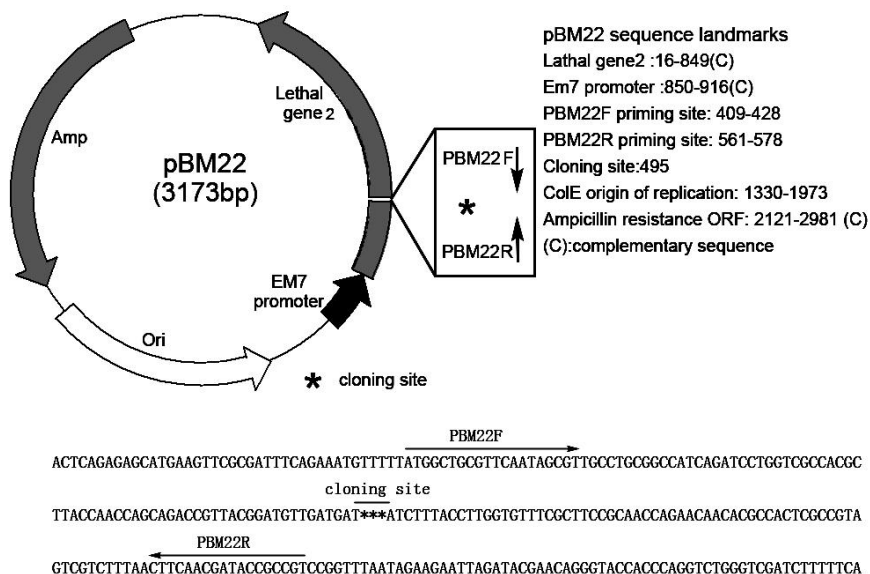 Amp
pBM22
(3173bp)
Lethal
gene 2
EM7
promoter
Ori
* cloning site
PBM22F
*
PBM22R
pBM22 sequence landmarks
Lathal gene2 :16-849(C)
Em7 promoter :850-916(C)
PBM22F priming site: 409-428
PBM22R priming site: 561-578
Cloning site:495
ColE origin of replication: 1330-1973
Ampicillin resistance ORF: 2121-2981 (C)
(C):complementary sequence
PBM22F
ACTCAGAGAGCATGAAGTTCGCGATTTCAGAAATGTTTTTATGGCTGCGTTCAATAGCGTTGCCTGCGGCCATCAGATCCTGGTCGCCACGC
cloning site
TTACCAACCAGCAGACCGTTACGGATGTTGATGAT***ATCTTTACCTTGGTGTTTCGCTTCCGCAACCAGAACAACACGCCACTCGCCGTA
PBM22R
GTCGTCTTTAACTTCAACGATACCGCCGTCCGGTTTAATAGAAGAATTAGATACGAACAGGGTACCACCCAGGTCTGGGTCGATCTTTTTCA